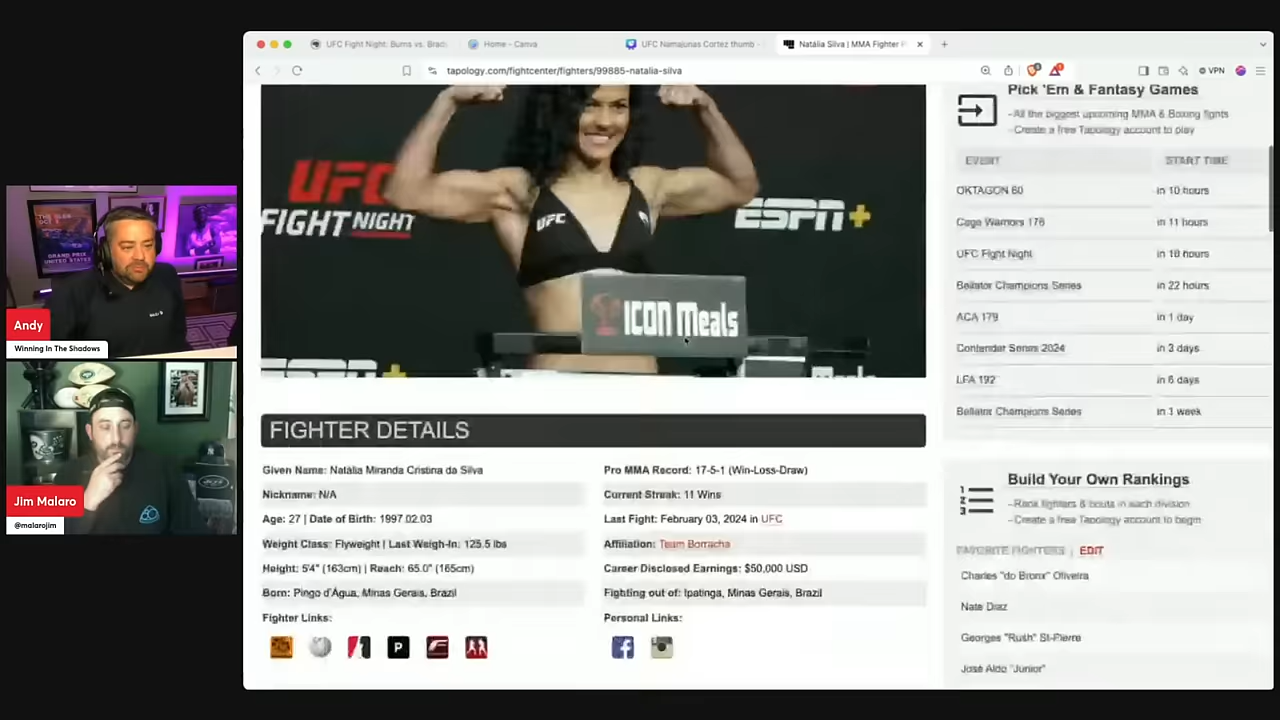 UFC Fight Night: Burns vs. Brad
Home - Canva
UFC Namajunas Cortez thumb -
Natália Silva | MMA Fighter P
tapology.com/fightcenter/fighters/99885-natalia-silva
VPN
UFC
FIGHT NIGHT
UFC
ESPN+
ICON Meals
ESPN+
FIGHTER DETAILS
Given Name: Natália Miranda Cristina da Silva
Pro MMA Record: 17-5-1 (Win-Loss-Draw)
Nickname: N/A
Current Streak: 11 Wins
Age: 27 | Date of Birth: 1997.02.03
Last Fight: February 03, 2024 in UFC
Weight Class: Flyweight | Last Weigh-In: 125.5 lbs
Affiliation: Team Borracha
Height: 5'4" (163cm) | Reach: 65.0" (165cm)
Career Disclosed Earnings: $50,000 USD
Born: Pingo d'Água, Minas Gerais, Brazil
Fighting out of: Ipatinga, Minas Gerais, Brazil
Fighter Links:
Personal Links:
P
Pick 'Em & Fantasy Games
- All the biggest upcoming MMA & Boxing fights
- Create a free Tapology account to play
EVENT
START TIME
OKTAGON 60
in 10 hours
Cage Warriors 176
in 11 hours
UFC Fight Night
in 18 hours
Bellator Champions Series
in 22 hours
ACA 179
in 1 day
Contender Series 2024
in 3 days
LFA 192
in 6 days
Bellator Champions Series
in 1 week
Build Your Own Rankings
- Rank fighters & bouts in each division
- Create a free Tapology account to begin
FAVORITE FIGHTERS | EDIT
Charles "do Bronx" Oliveira
Nate Diaz
Georges "Rush" St-Pierre
José Aldo "Junior"
GRAND PRIX
UNITED STATES
Andy
Winning In The Shadows
Jim Malaro
@malarojim